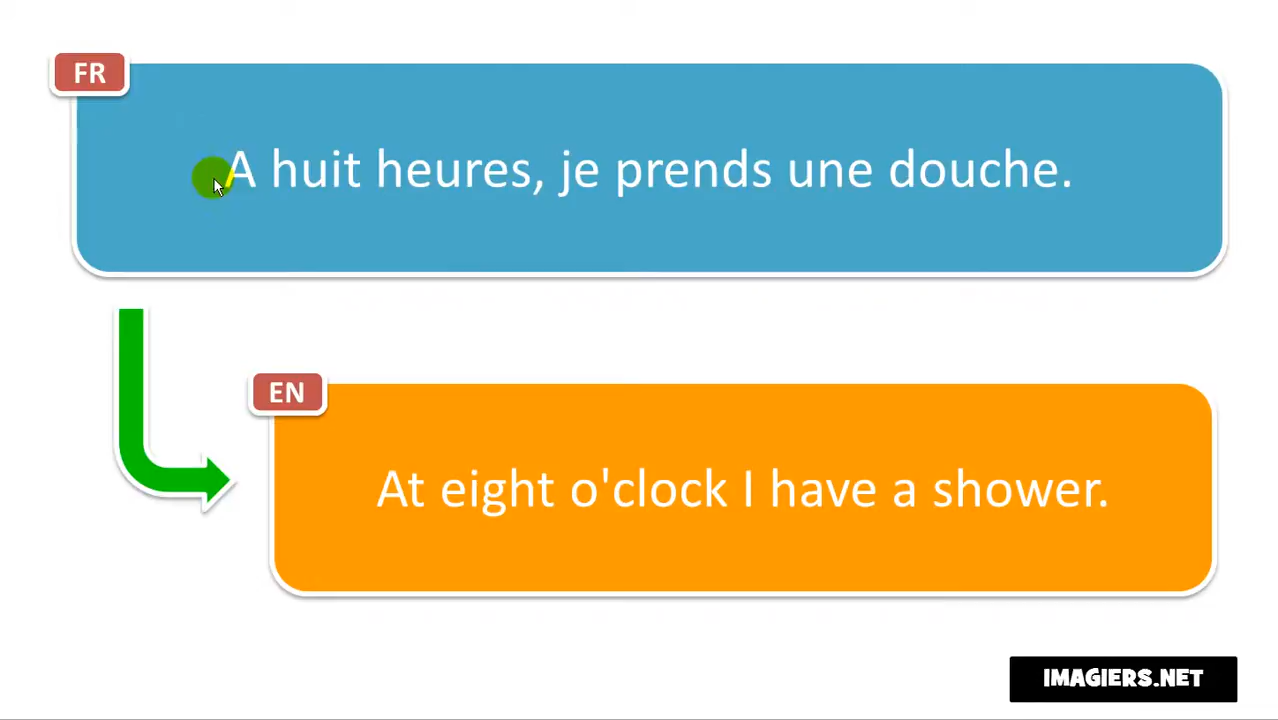 FR
A huit heures, je prends une douche.
EN
At eight o'clock I have a shower.
IMAGIERS.NET